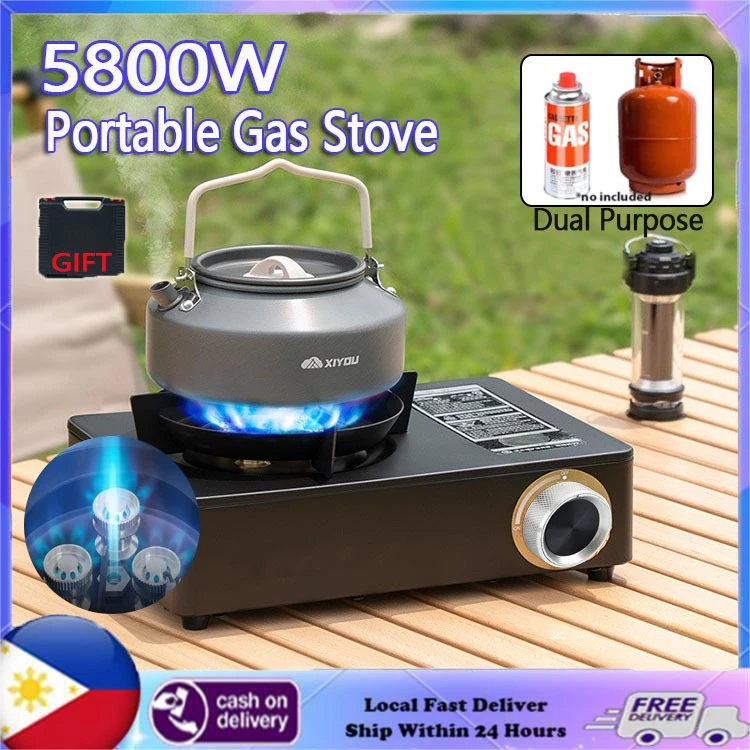 5800W
Portable Gas Stove
GIFT
GAS
*no included
Dual Purpose
XIYOU
cash on
delivery
Local Fast Deliver
Ship Within 24 Hours
FREE
DELIVERY